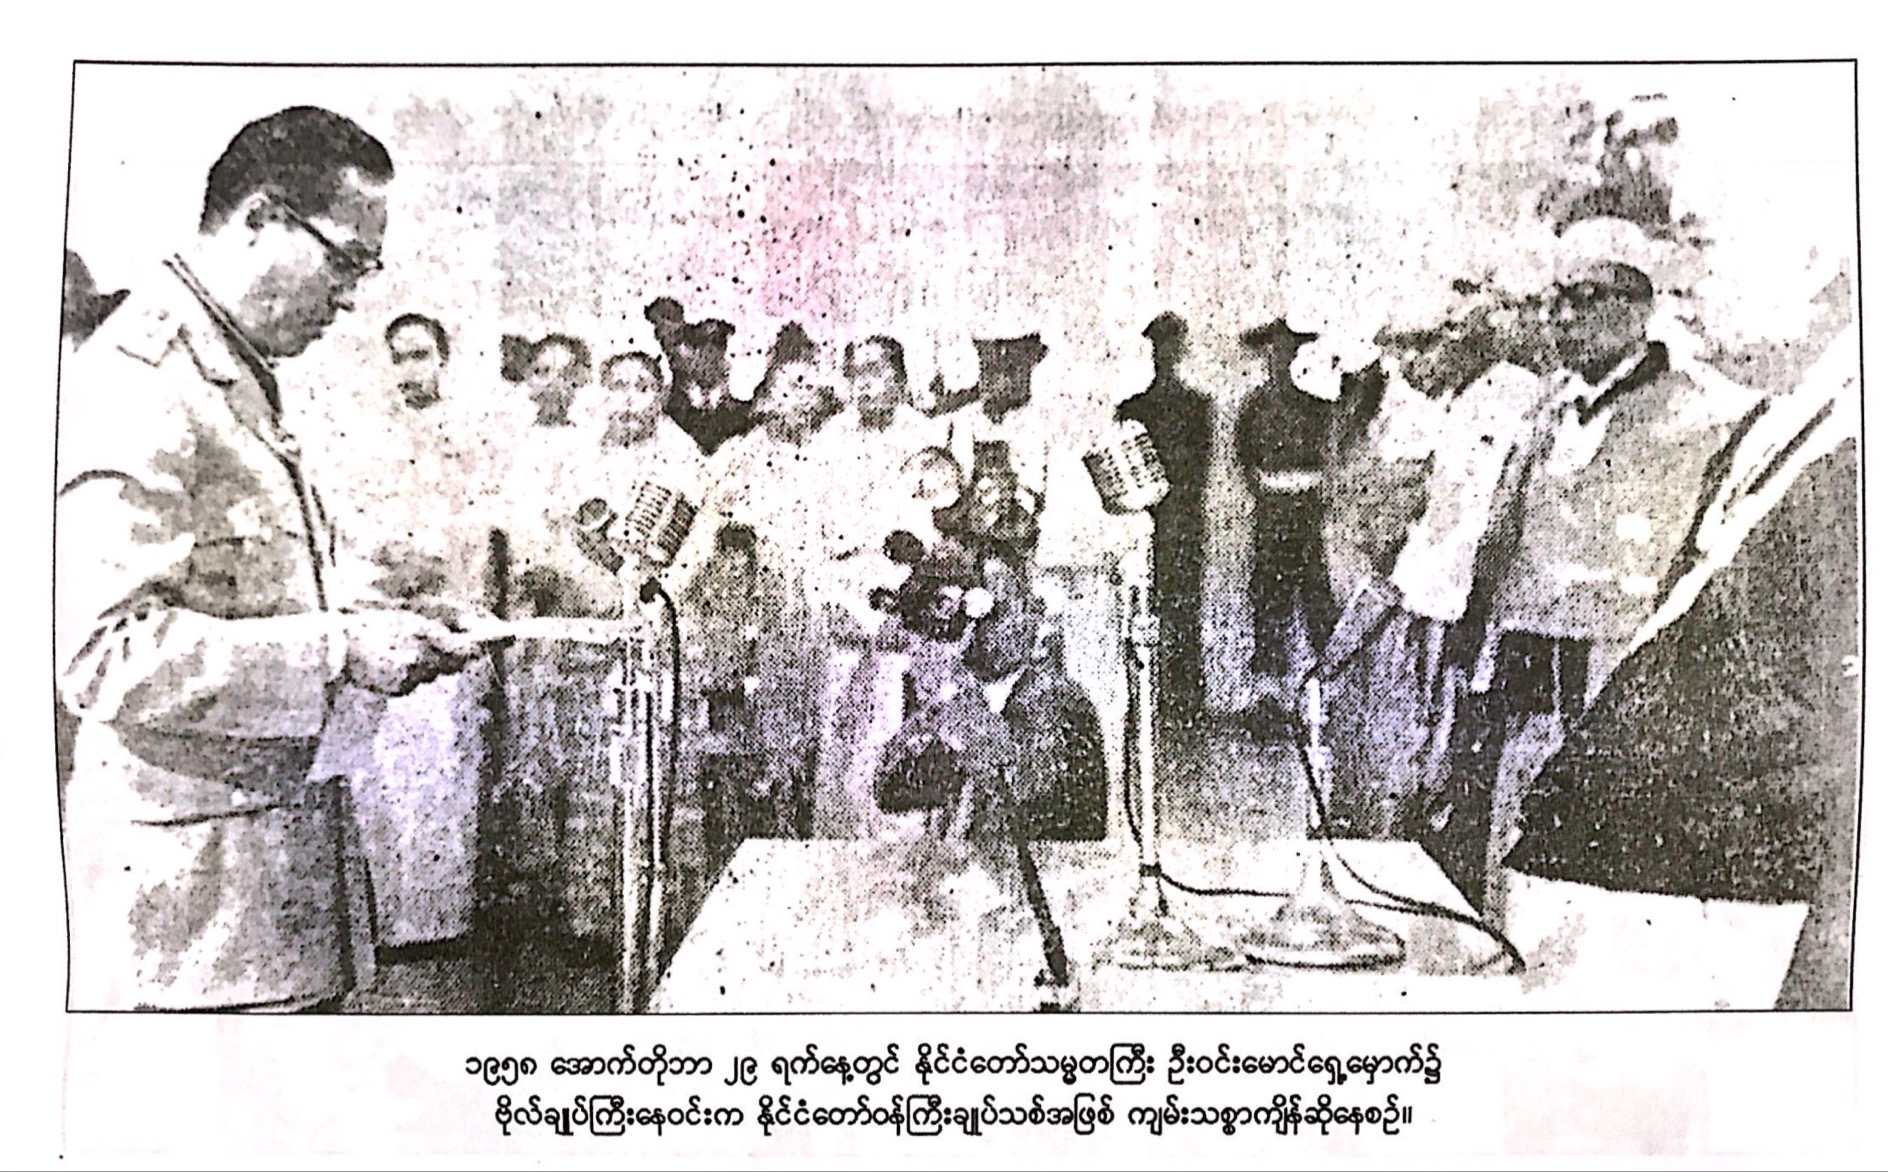 ၁၉၅၈ အောက်တိုဘာ ၂၉ ရက်နေ့တွင် နိုင်ငံတော်သမ္မတကြီး ဦးဝင်းမောင်ရှေ့မှောက်၌
ဗိုလ်ချုပ်ကြီးနေဝင်းက နိုင်ငံတော်ဝန်ကြီးချုပ်သစ်အဖြစ် ကျမ်းသစ္စာကျိန်ဆိုနေစဉ်။